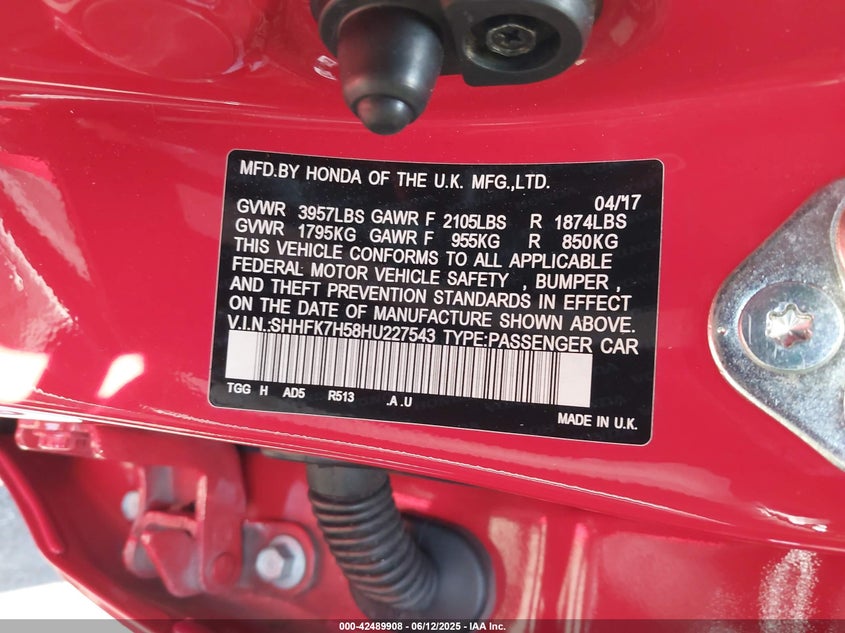 MFD.BY HONDA OF THE U.K. MFG.,LTD.
04/17
GVWR 3957LBS GAWR F 2105LBS R 1874LBS
GVWR 1795KG GAWR F 955KG R 850KG
THIS VEHICLE CONFORMS TO ALL APPLICABLE
FEDERAL MOTOR VEHICLE SAFETY , BUMPER ,
AND THEFT PREVENTION STANDARDS IN EFFECT
ON THE DATE OF MANUFACTURE SHOWN ABOVE.
V.I.N.:SHHFK7H58HU227543 TYPE:PASSENGER CAR
TGG H AD5 R513 .A .U
MADE IN U.K.
000-42489908 - 06/12/2025 - IAA Inc.